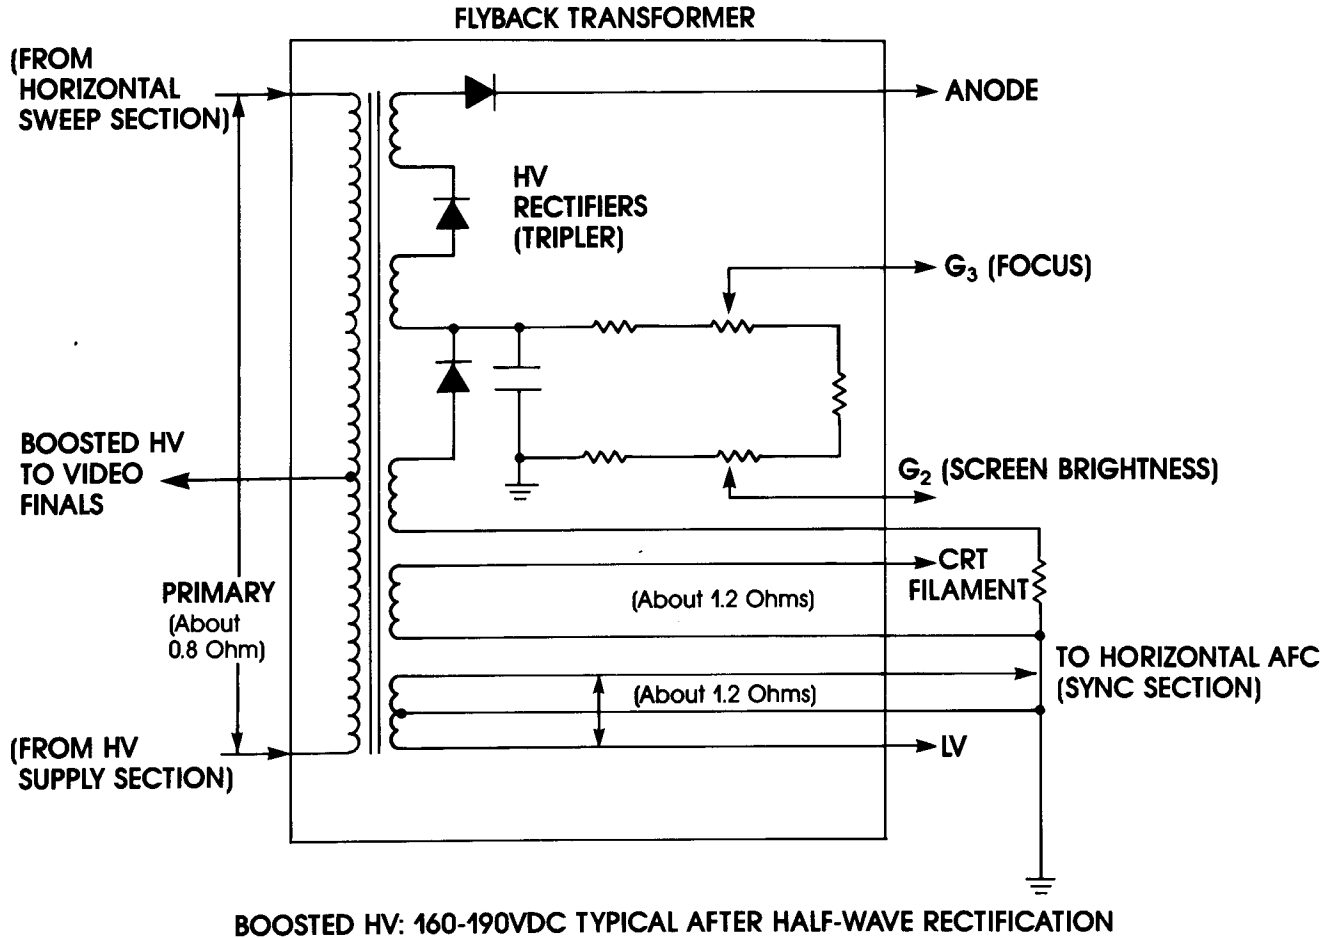 FLYBACK TRANSFORMER
(FROM
HORIZONTAL
SWEEP SECTION)
ANODE
HV
RECTIFIERS
(TRIPLER)
G3 (FOCUS)
BOOSTED HV
TO VIDEO
FINALS
G2 (SCREEN BRIGHTNESS)
CRT
FILAMENT
PRIMARY
(About
0.8 Ohm)
(About 1.2 Ohms)
TO HORIZONTAL AFC
(SYNC SECTION)
(About 1.2 Ohms)
(FROM HV
SUPPLY SECTION)
LV
BOOSTED HV: 160-190VDC TYPICAL AFTER HALF-WAVE RECTIFICATION